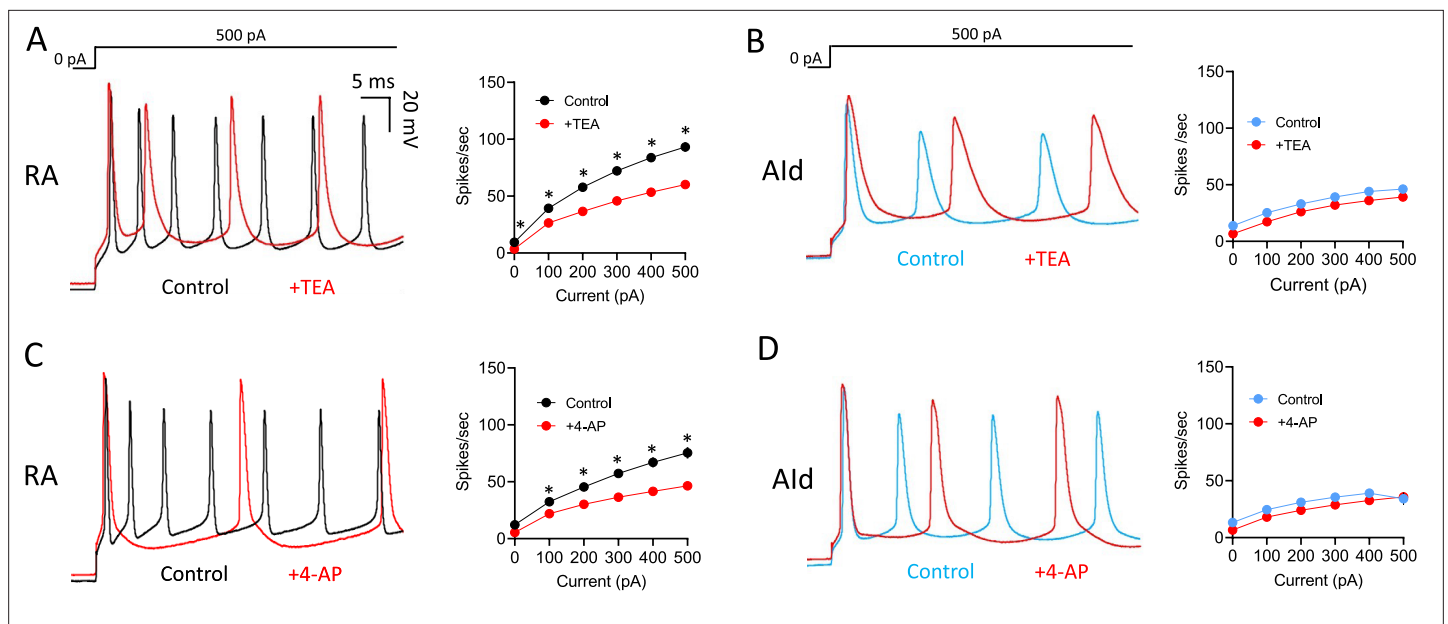 A
500 pA
0 pA
5 ms
20 mV
RA
Control
+TEA
150
100
50
0
Spikes/sec
Control
+TEA
* * * * * *
0 100 200 300 400 500
Current (pA)
B
500 pA
0 pA
AId
Control
+TEA
150
100
50
0
Spikes /sec
Control
+TEA
0 100 200 300 400 500
Current (pA)
C
RA
Control
+4-AP
150
100
50
0
Spikes/sec
Control
+4-AP
* * * * *
0 100 200 300 400 500
Current (pA)
D
AId
Control
+4-AP
150
100
50
0
Spikes/sec
Control
+4-AP
0 100 200 300 400 500
Current (pA)